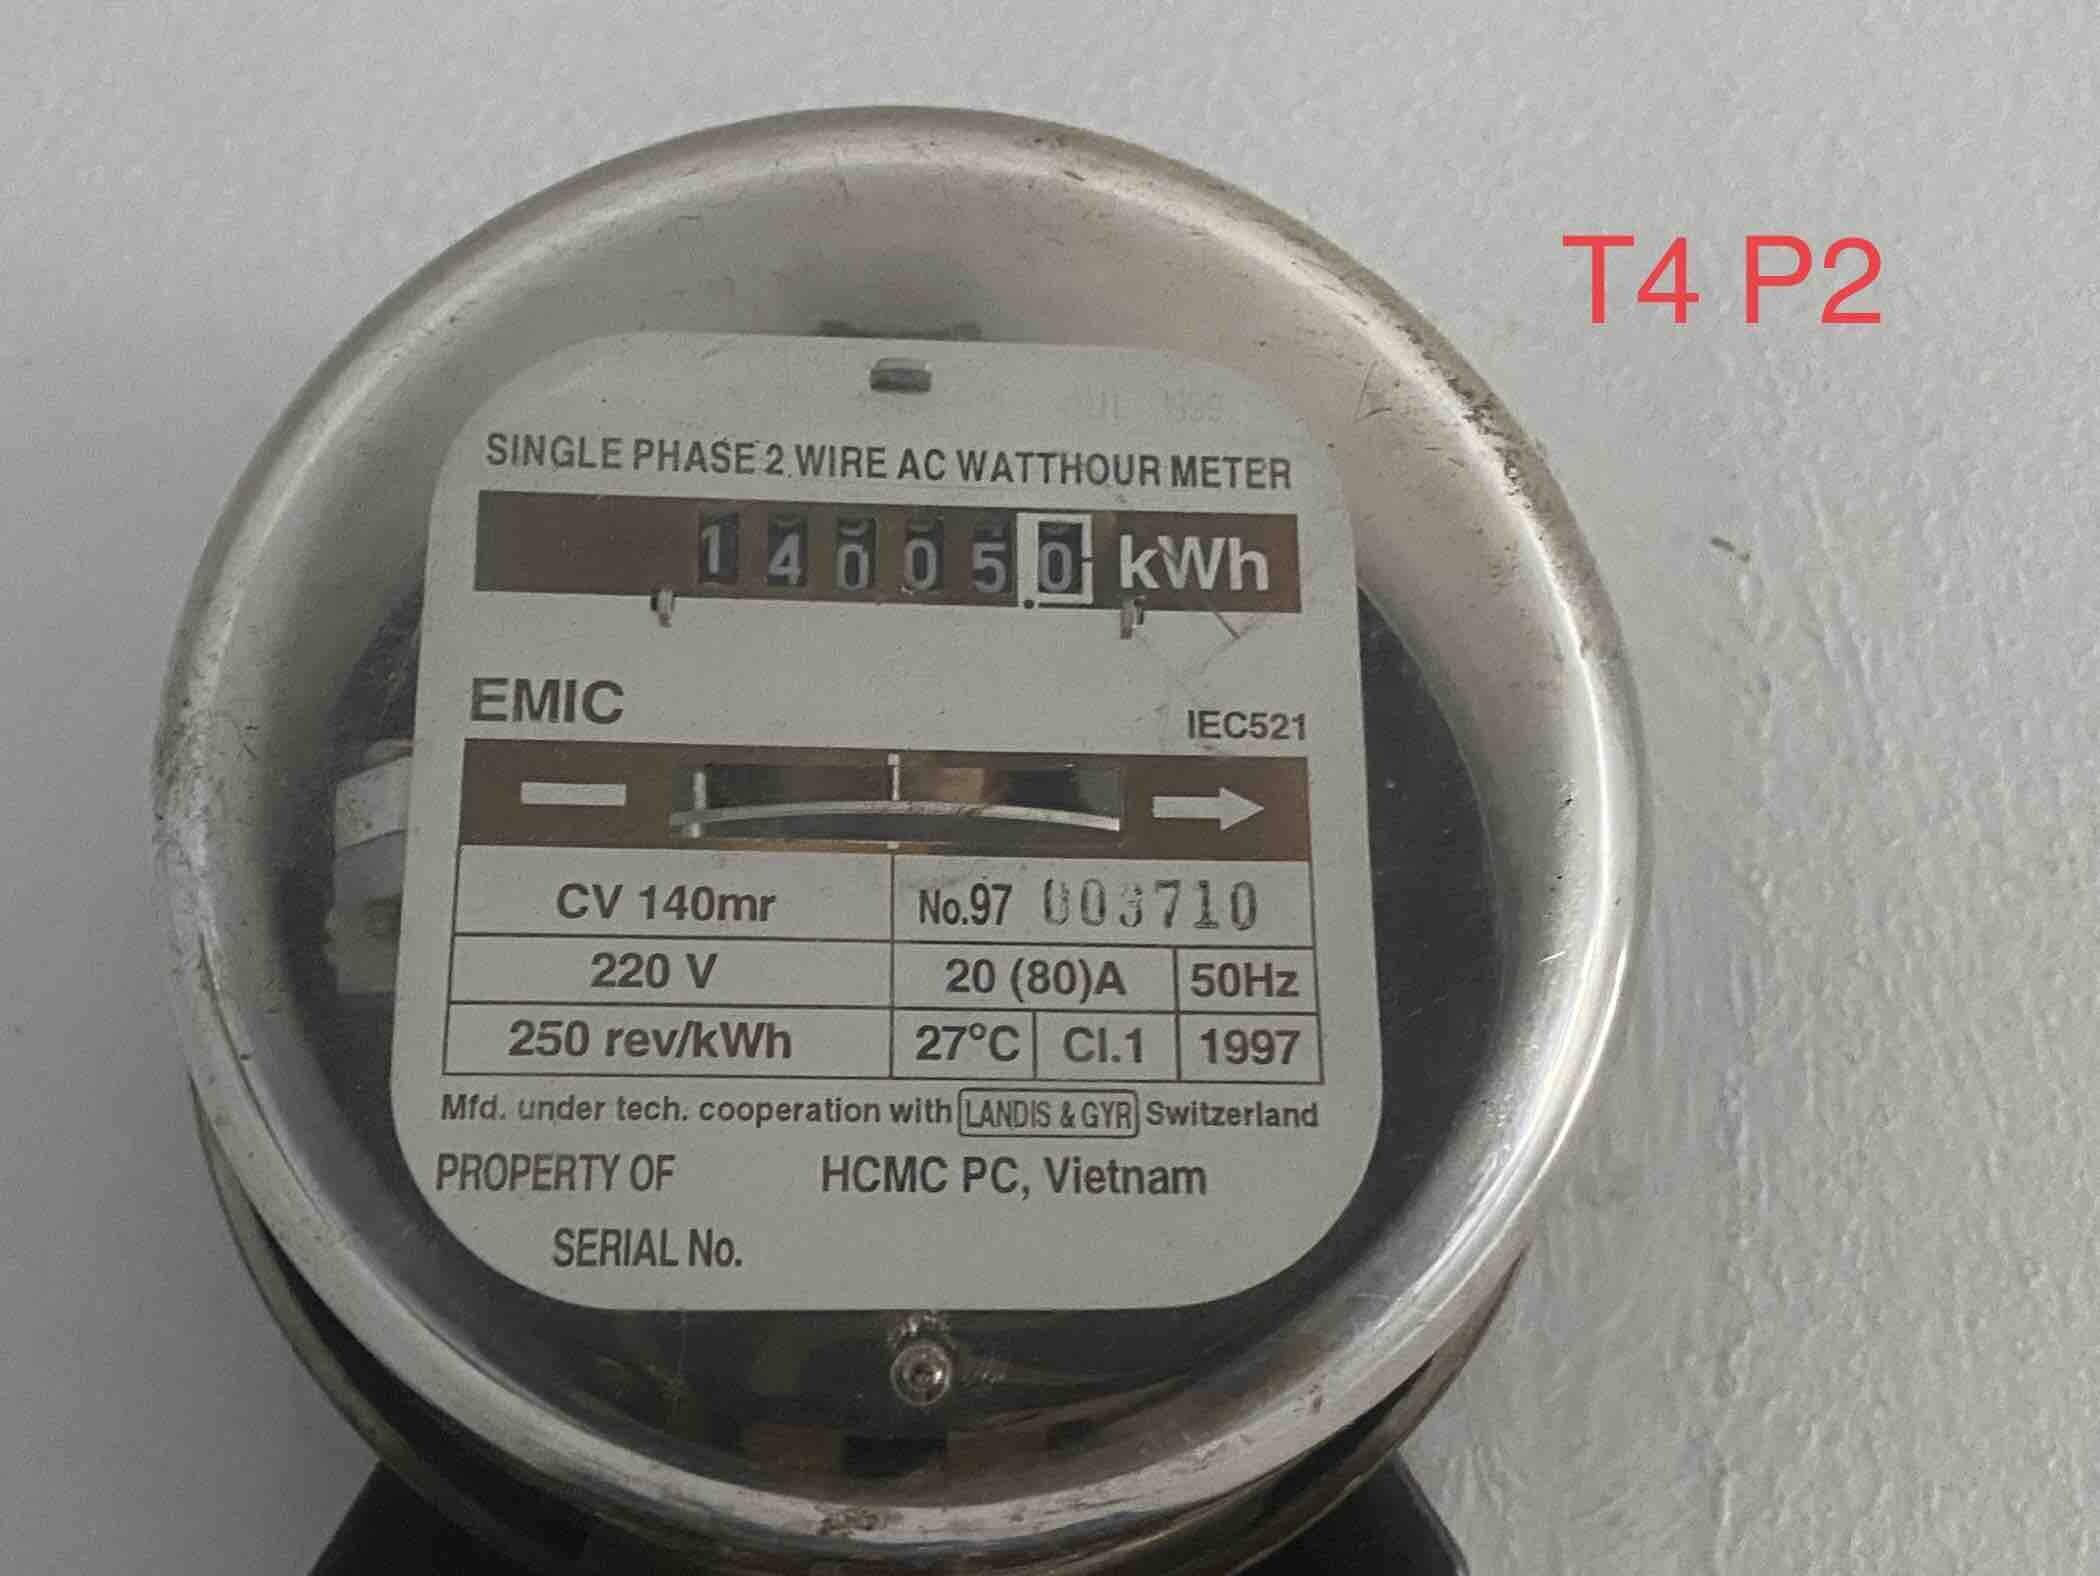 T4 P2
SINGLE PHASE 2 WIRE AC WATTHOUR METER
14005.0 kWh
EMIC
IEC521
CV 140mr No.97 003710
220 V 20 (80)A 50Hz
250 rev/kWh 27°C Cl.1 1997
Mfd. under tech. cooperation with LANDIS & GYR Switzerland
PROPERTY OF HCMC PC, Vietnam
SERIAL No.